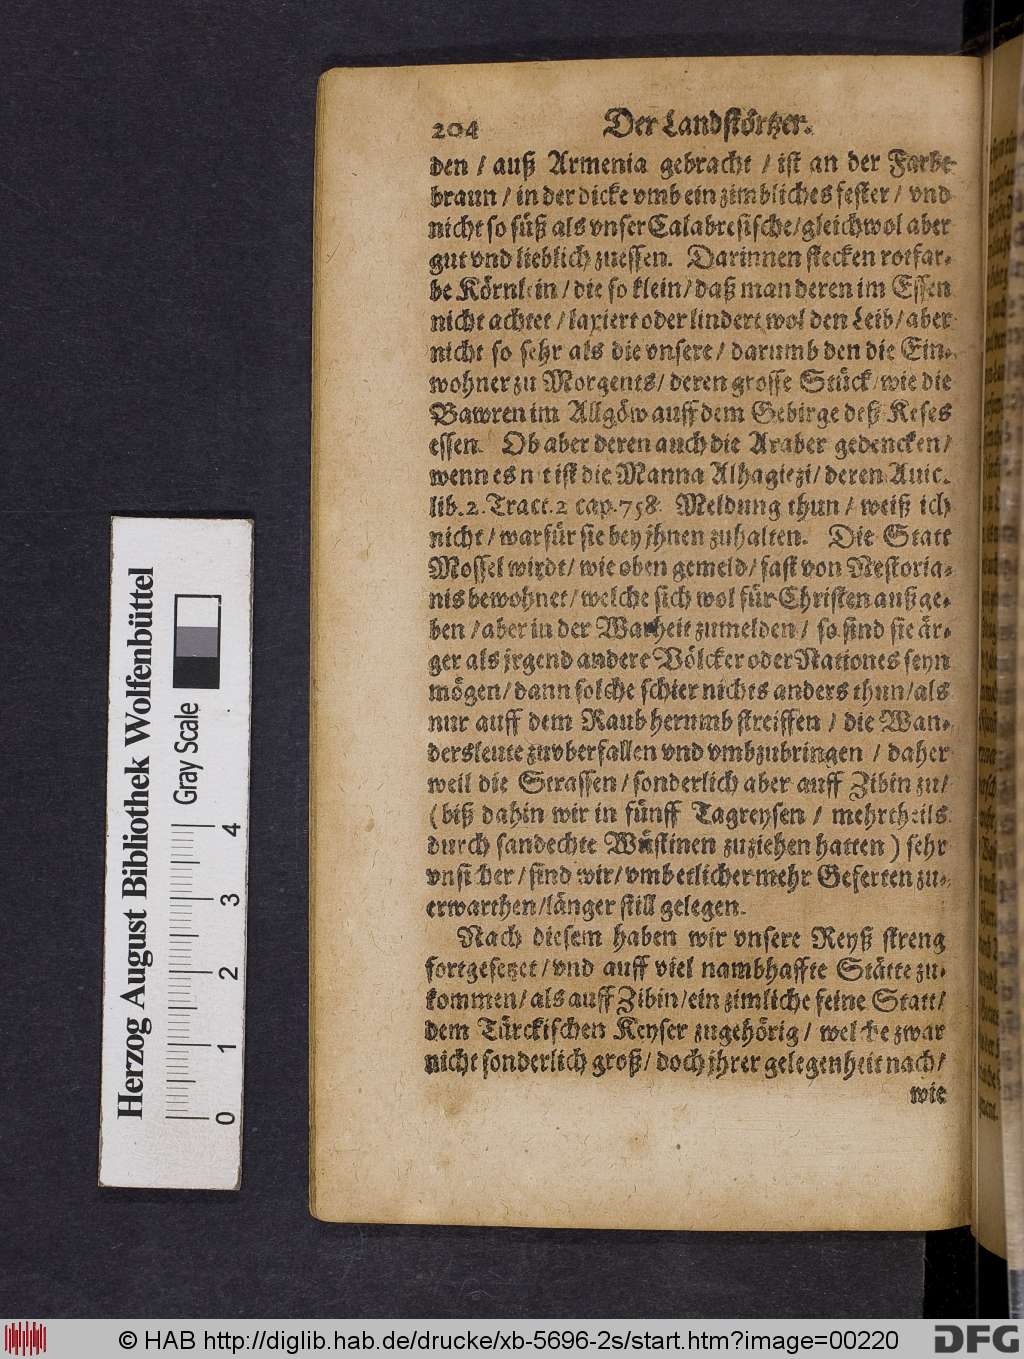 204 Der Landstörtzer.
den / auß Armenia gebracht / ist an der Farbe
braun / in der dicke vmb ein zimbliches fester / vnd
nicht so süß als vnser Calabresische / gleichwol aber
gut vnd lieblich zuessen. Darinnen stecken rotfar-
be Körnlein / die so klein / daß man deren im Essen
nicht achtet / laxiert oder lindert wol den Leib / aber
nicht so sehr als die vnsere / darumb den die Ein-
wohner zu Morgents / deren grosse Stück / wie die
Bawren im Allgöw auff dem Gebirge deß Keses
essen. Ob aber deren auch die Araber gedencken /
wenn es nit ist die Manna Alhagiezi / deren Auic.
lib. 2. Tract. 2 cap. 758. Meldung thun / weiß ich
nicht / warfür sie bey jhnen zuhalten. Die Statt
Mossel wirdt / wie oben gemeld / fast von Nestoria-
nis bewohnet / welche sich wol für Christen außge-
ben / aber in der Warheit zumelden / so sind sie är-
ger als jrgend andere Völcker oder Nationes seyn
mögen / dann solche schier nichts anders thun / als
nur auff dem Raub herumb streiffen / die Wan-
dersleute zuvberfallen vnd vmbzubringen / daher
weil die Strassen / sonderlich aber auff Zibin zu /
( biß dahin wir in fünff Tagreysen / mehrtheils
durch sandechte Wüstinen zuziehen hatten ) sehr
vnsicher / sind wir / vmb etlicher mehr Geferten zu-
erwarthen / länger still gelegen.
Nach diesem haben wir vnsere Reyß streng
fortgesetzet / vnd auff viel nambhaffte Stätte zu-
kommen / als auff Zibin / ein zimliche feine Statt /
dem Türckischen Keyser zugehörig / welche zwar
nicht sonderlich groß / doch jhrer gelegenheit nach /
wie
Herzog August Bibliothek Wolfenbüttel
Gray Scale
0 1 2 3 4
© HAB http://diglib.hab.de/drucke/xb-5696-2s/start.htm?image=00220
DFG